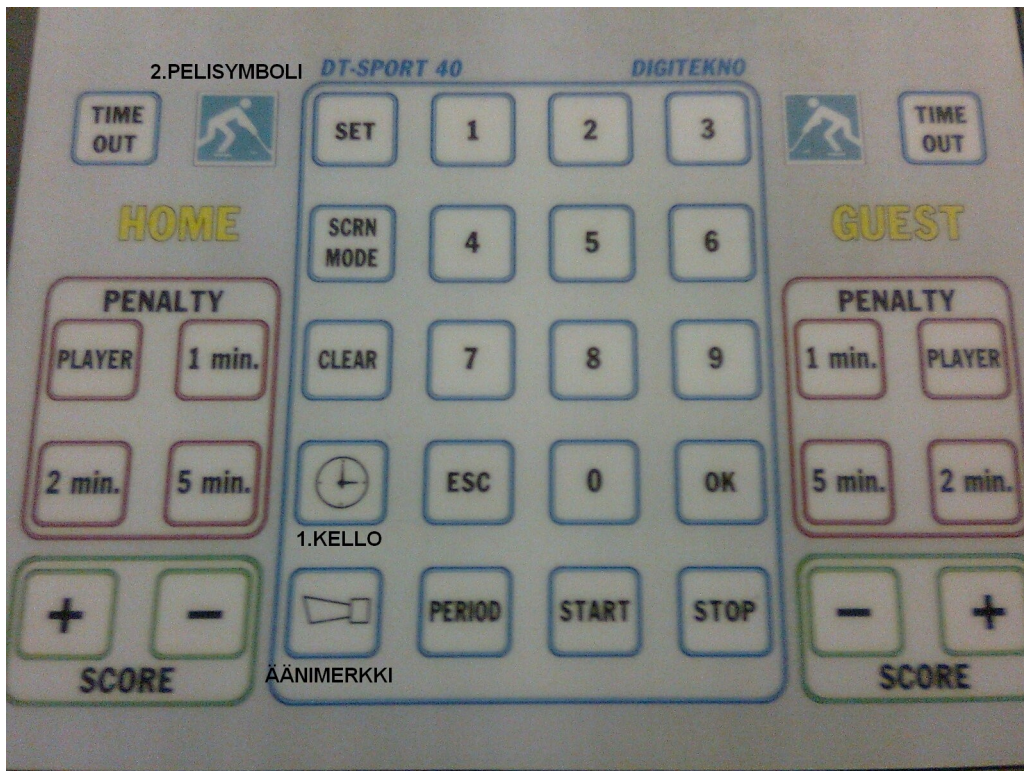 2.PELISYMBOLI DT-SPORT 40 DIGITEKNO
TIME OUT SET 1 2 3 TIME OUT
HOME GUEST
SCRN MODE 4 5 6
PENALTY PENALTY
PLAYER 1 min. CLEAR 7 8 9 1 min. PLAYER
2 min. 5 min. ESC 0 OK 5 min. 2 min.
1.KELLO
+ − PERIOD START STOP − +
ÄÄNIMERKKI
SCORE SCORE